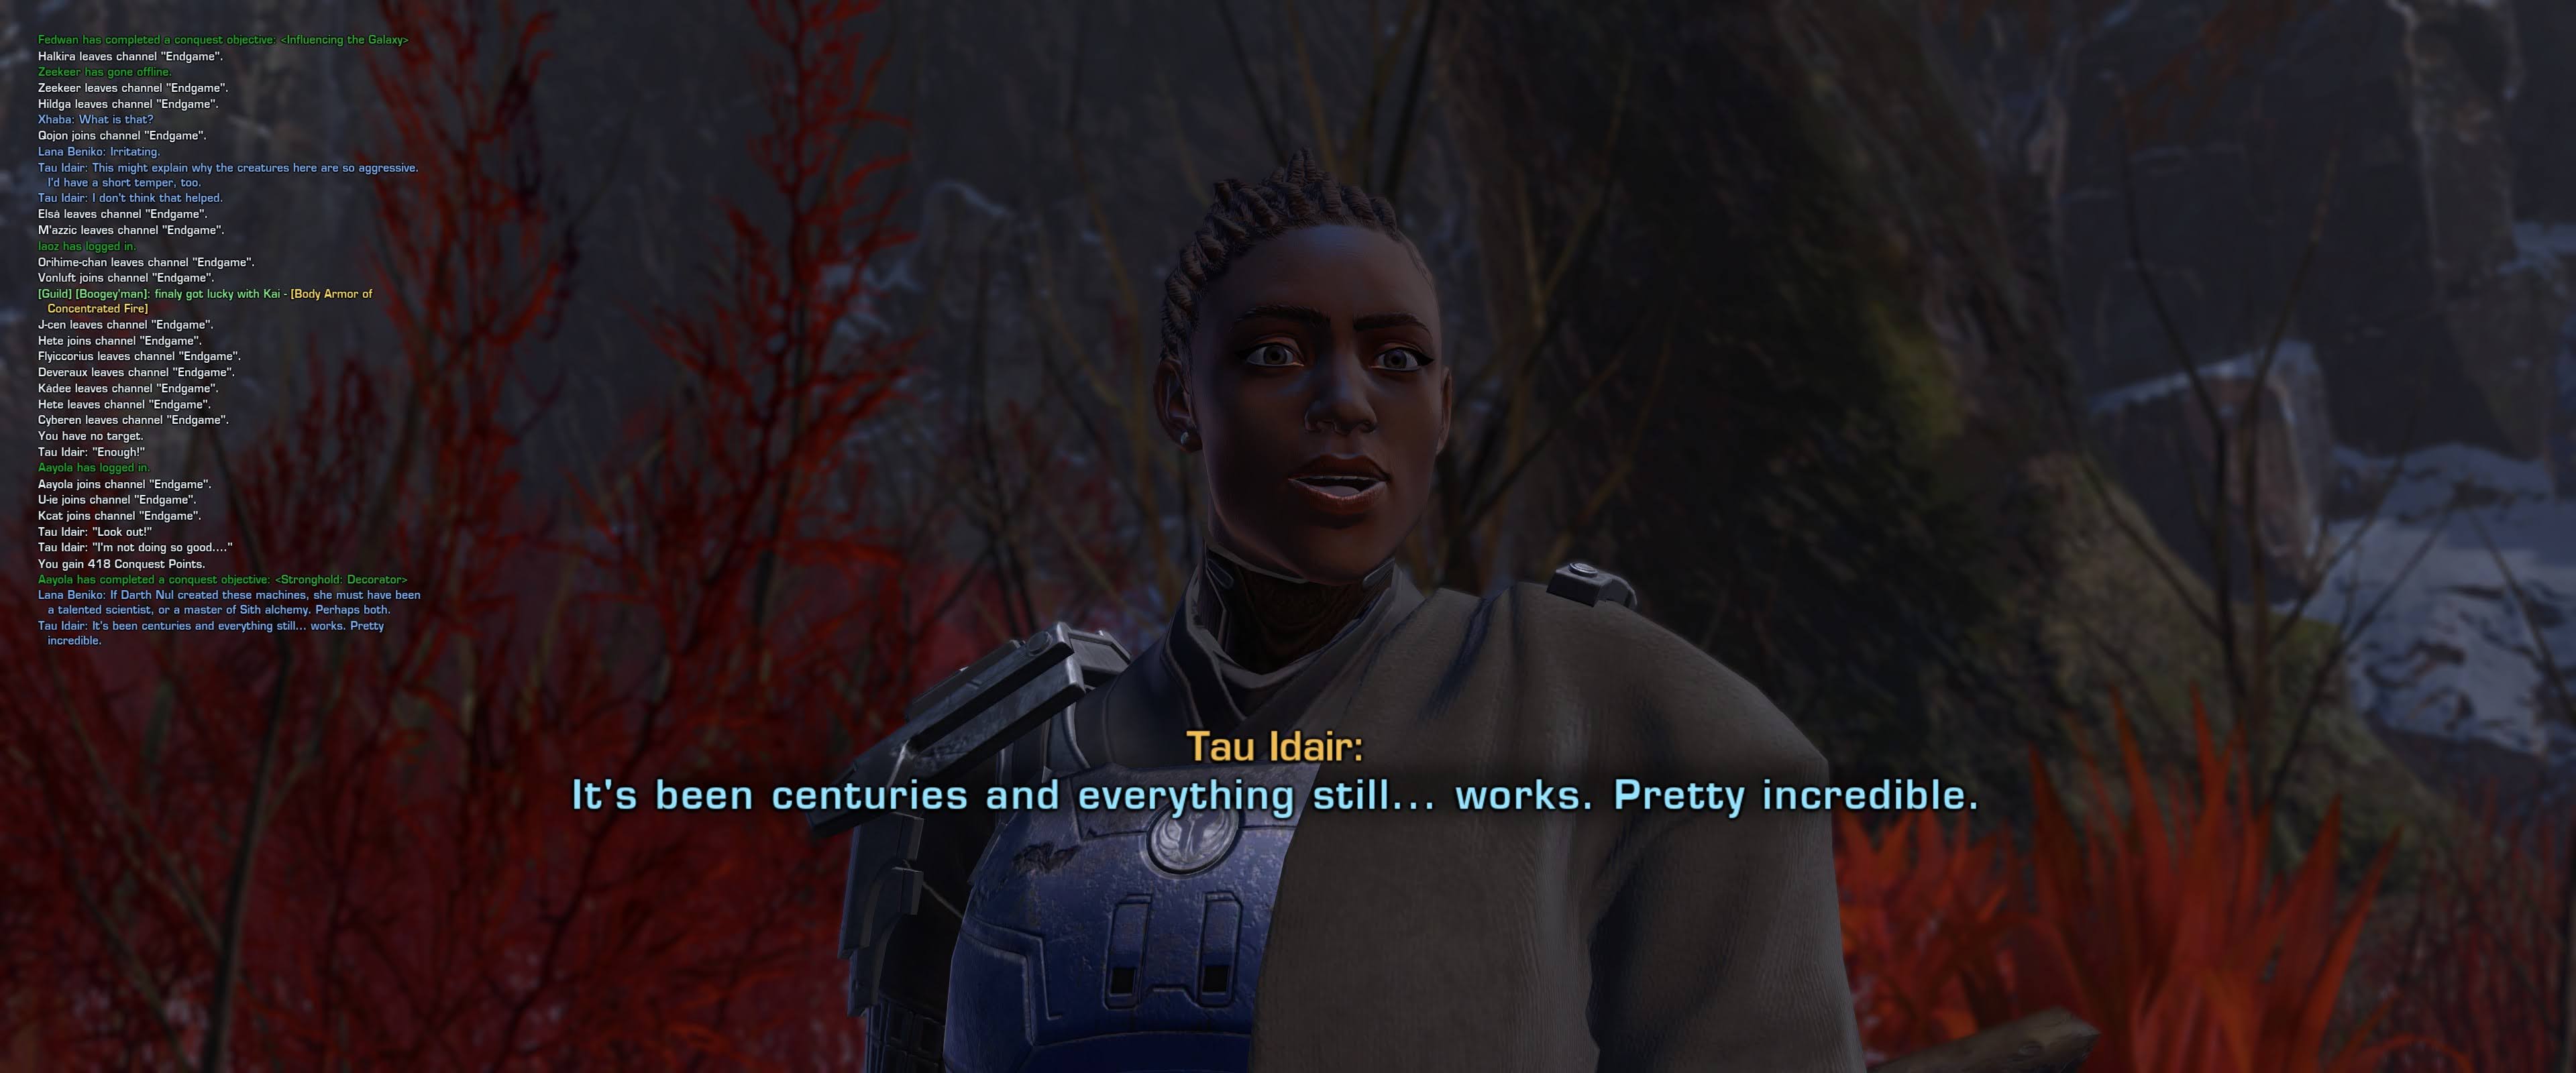 Fedwan has completed a conquest objective: <Influencing the Galaxy>
Halkira leaves channel "Endgame".
Zeekeer has gone offline.
Zeekeer leaves channel "Endgame".
Hildga leaves channel "Endgame".
Xhaba: What is that?
Qojon joins channel "Endgame".
Lana Beniko: Irritating.
Tau Idair: This might explain why the creatures here are so aggressive.
I'd have a short temper, too.
Tau Idair: I don't think that helped.
Elsà leaves channel "Endgame".
M'azzic leaves channel "Endgame".
Iaoz has logged in.
Orihime-chan leaves channel "Endgame".
Vonluft joins channel "Endgame".
[Guild] [Boogey'man]: finaly got lucky with Kai - [Body Armor of
Concentrated Fire]
J-cen leaves channel "Endgame".
Hete joins channel "Endgame".
Flyiccorius leaves channel "Endgame".
Deveraux leaves channel "Endgame".
Kâdee leaves channel "Endgame".
Hete leaves channel "Endgame".
Cyberen leaves channel "Endgame".
You have no target.
Tau Idair: "Enough!"
Aayola has logged in.
Aayola joins channel "Endgame".
U-ie joins channel "Endgame".
Kcat joins channel "Endgame".
Tau Idair: "Look out!"
Tau Idair: "I'm not doing so good...."
You gain 418 Conquest Points.
Aayola has completed a conquest objective: <Stronghold: Decorator>
Lana Beniko: If Darth Nul created these machines, she must have been
a talented scientist, or a master of Sith alchemy. Perhaps both.
Tau Idair: It's been centuries and everything still... works. Pretty
incredible.
Tau Idair:
It's been centuries and everything still... works. Pretty incredible.